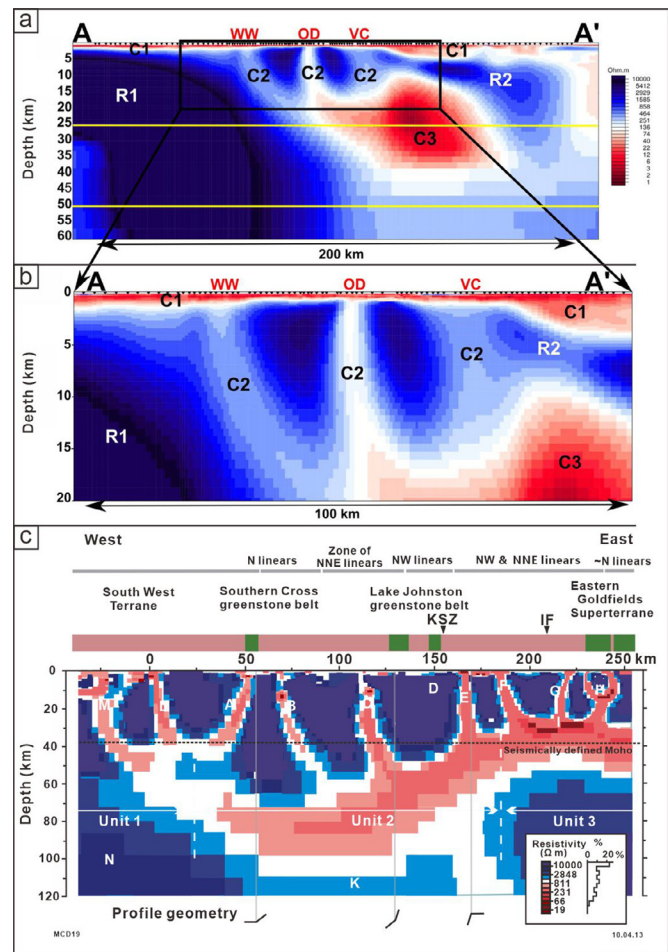 a
A
A'
WW
OD
VC
C1
C1
C2
C2
C2
R1
R2
C3
0
5
10
15
20
25
30
35
40
45
50
55
60
Depth (km)
Ohm.m
10000
5412
2929
1585
858
464
251
136
74
40
22
12
6
3
2
1
200 km
b
A
A'
WW
OD
VC
C1
C1
C2
C2
C2
R1
R2
C3
0
5
10
15
20
Depth (km)
100 km
c
West
East
N linears
Zone of
NNE linears
NW linears
NW & NNE linears
~N linears
South West
Terrane
Southern Cross
greenstone belt
Lake Johnston
greenstone belt
Eastern
Goldfields
Superterrane
KSZ
IF
0
50
100
150
200
250 km
0
20
40
60
80
100
120
Depth (km)
M
L
A
B
C
D
E
F
G
H
Seismically defined Moho
Unit 1
Unit 2
Unit 3
N
K
Resistivity
(Ω m)
10000
2848
811
231
66
19
%
0
20 %
Profile geometry
MCD19
10.04.13